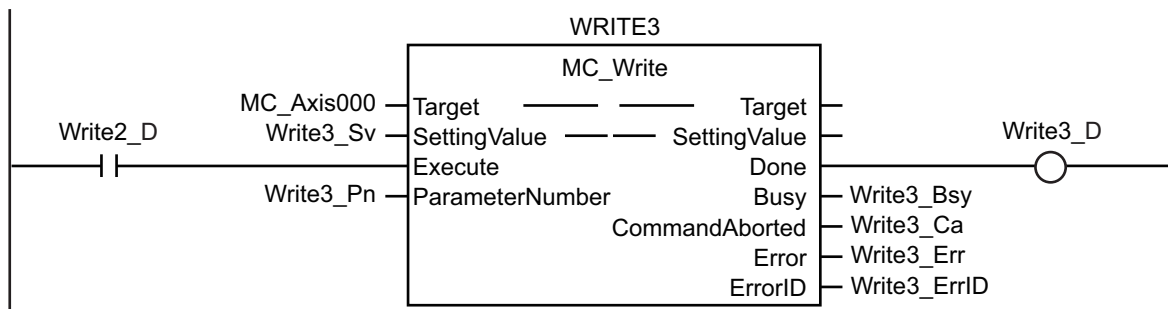 WRITE3
MC_Write
MC_Axis000 Target Target
Write2_D Write3_Sv SettingValue SettingValue Write3_D
Execute Done
Write3_Pn ParameterNumber Busy Write3_Bsy
CommandAborted Write3_Ca
Error Write3_Err
ErrorID Write3_ErrID